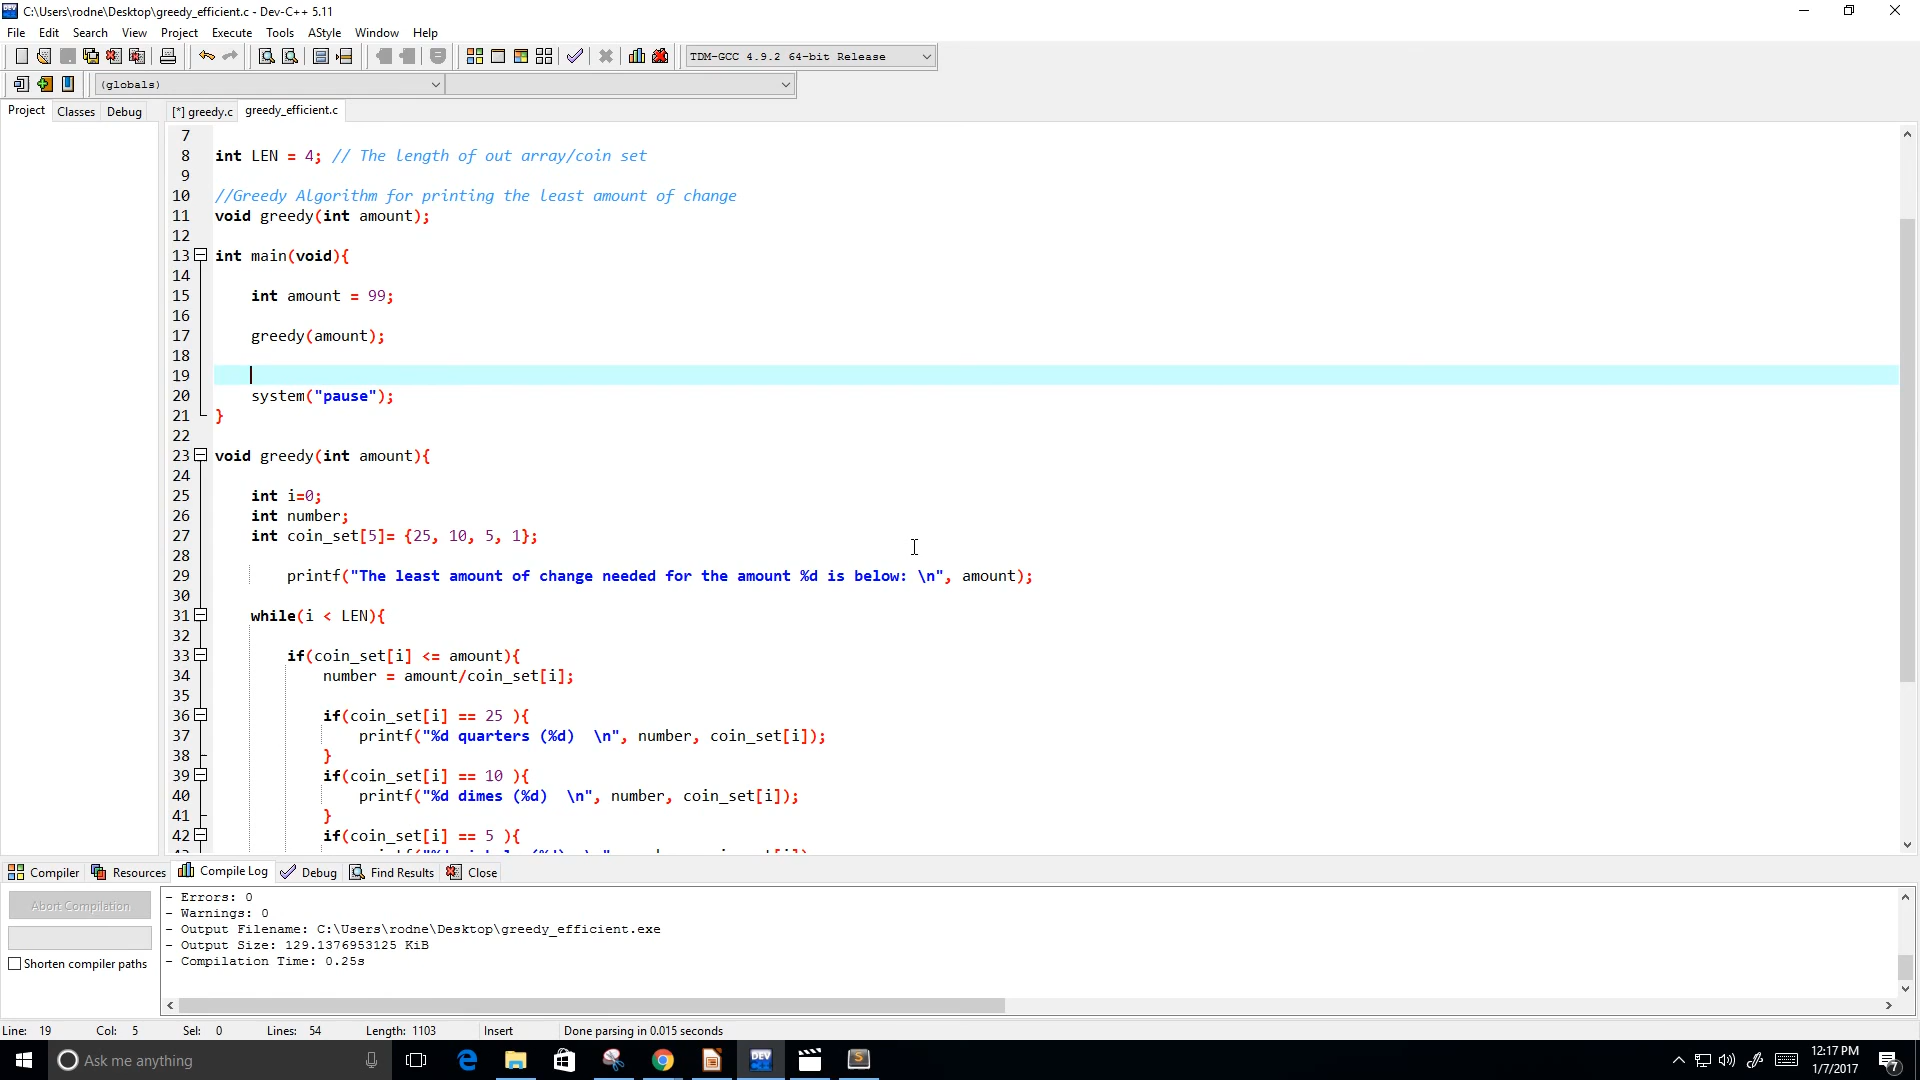 C:\Users\rodne\Desktop\greedy_efficient.c - Dev-C++ 5.11
File Edit Search View Project Execute Tools AStyle Window Help
TDM-GCC 4.9.2 64-bit Release
(globals)
Project Classes Debug [*] greedy.c greedy_efficient.c
7
8 int LEN = 4; // The length of out array/coin set
9
10 //Greedy Algorithm for printing the least amount of change
11 void greedy(int amount);
12
13 int main(void){
14
15 int amount = 99;
16
17 greedy(amount);
18
19
20 system("pause");
21 }
22
23 void greedy(int amount){
24
25 int i=0;
26 int number;
27 int coin_set[5]= {25, 10, 5, 1};
28
29 printf("The least amount of change needed for the amount %d is below: \n", amount);
30
31 while(i < LEN){
32
33 if(coin_set[i] <= amount){
34 number = amount/coin_set[i];
35
36 if(coin_set[i] == 25 ){
37 printf("%d quarters (%d)  \n", number, coin_set[i]);
38 }
39 if(coin_set[i] == 10 ){
40 printf("%d dimes (%d)  \n", number, coin_set[i]);
41 }
42 if(coin_set[i] == 5 ){
Compiler Resources Compile Log Debug Find Results Close
Abort Compilation
Shorten compiler paths
- Errors: 0
- Warnings: 0
- Output Filename: C:\Users\rodne\Desktop\greedy_efficient.exe
- Output Size: 129.1376953125 KiB
- Compilation Time: 0.25s
Line: 19 Col: 5 Sel: 0 Lines: 54 Length: 1103 Insert Done parsing in 0.015 seconds
Ask me anything
DEV
12:17 PM
1/7/2017
7